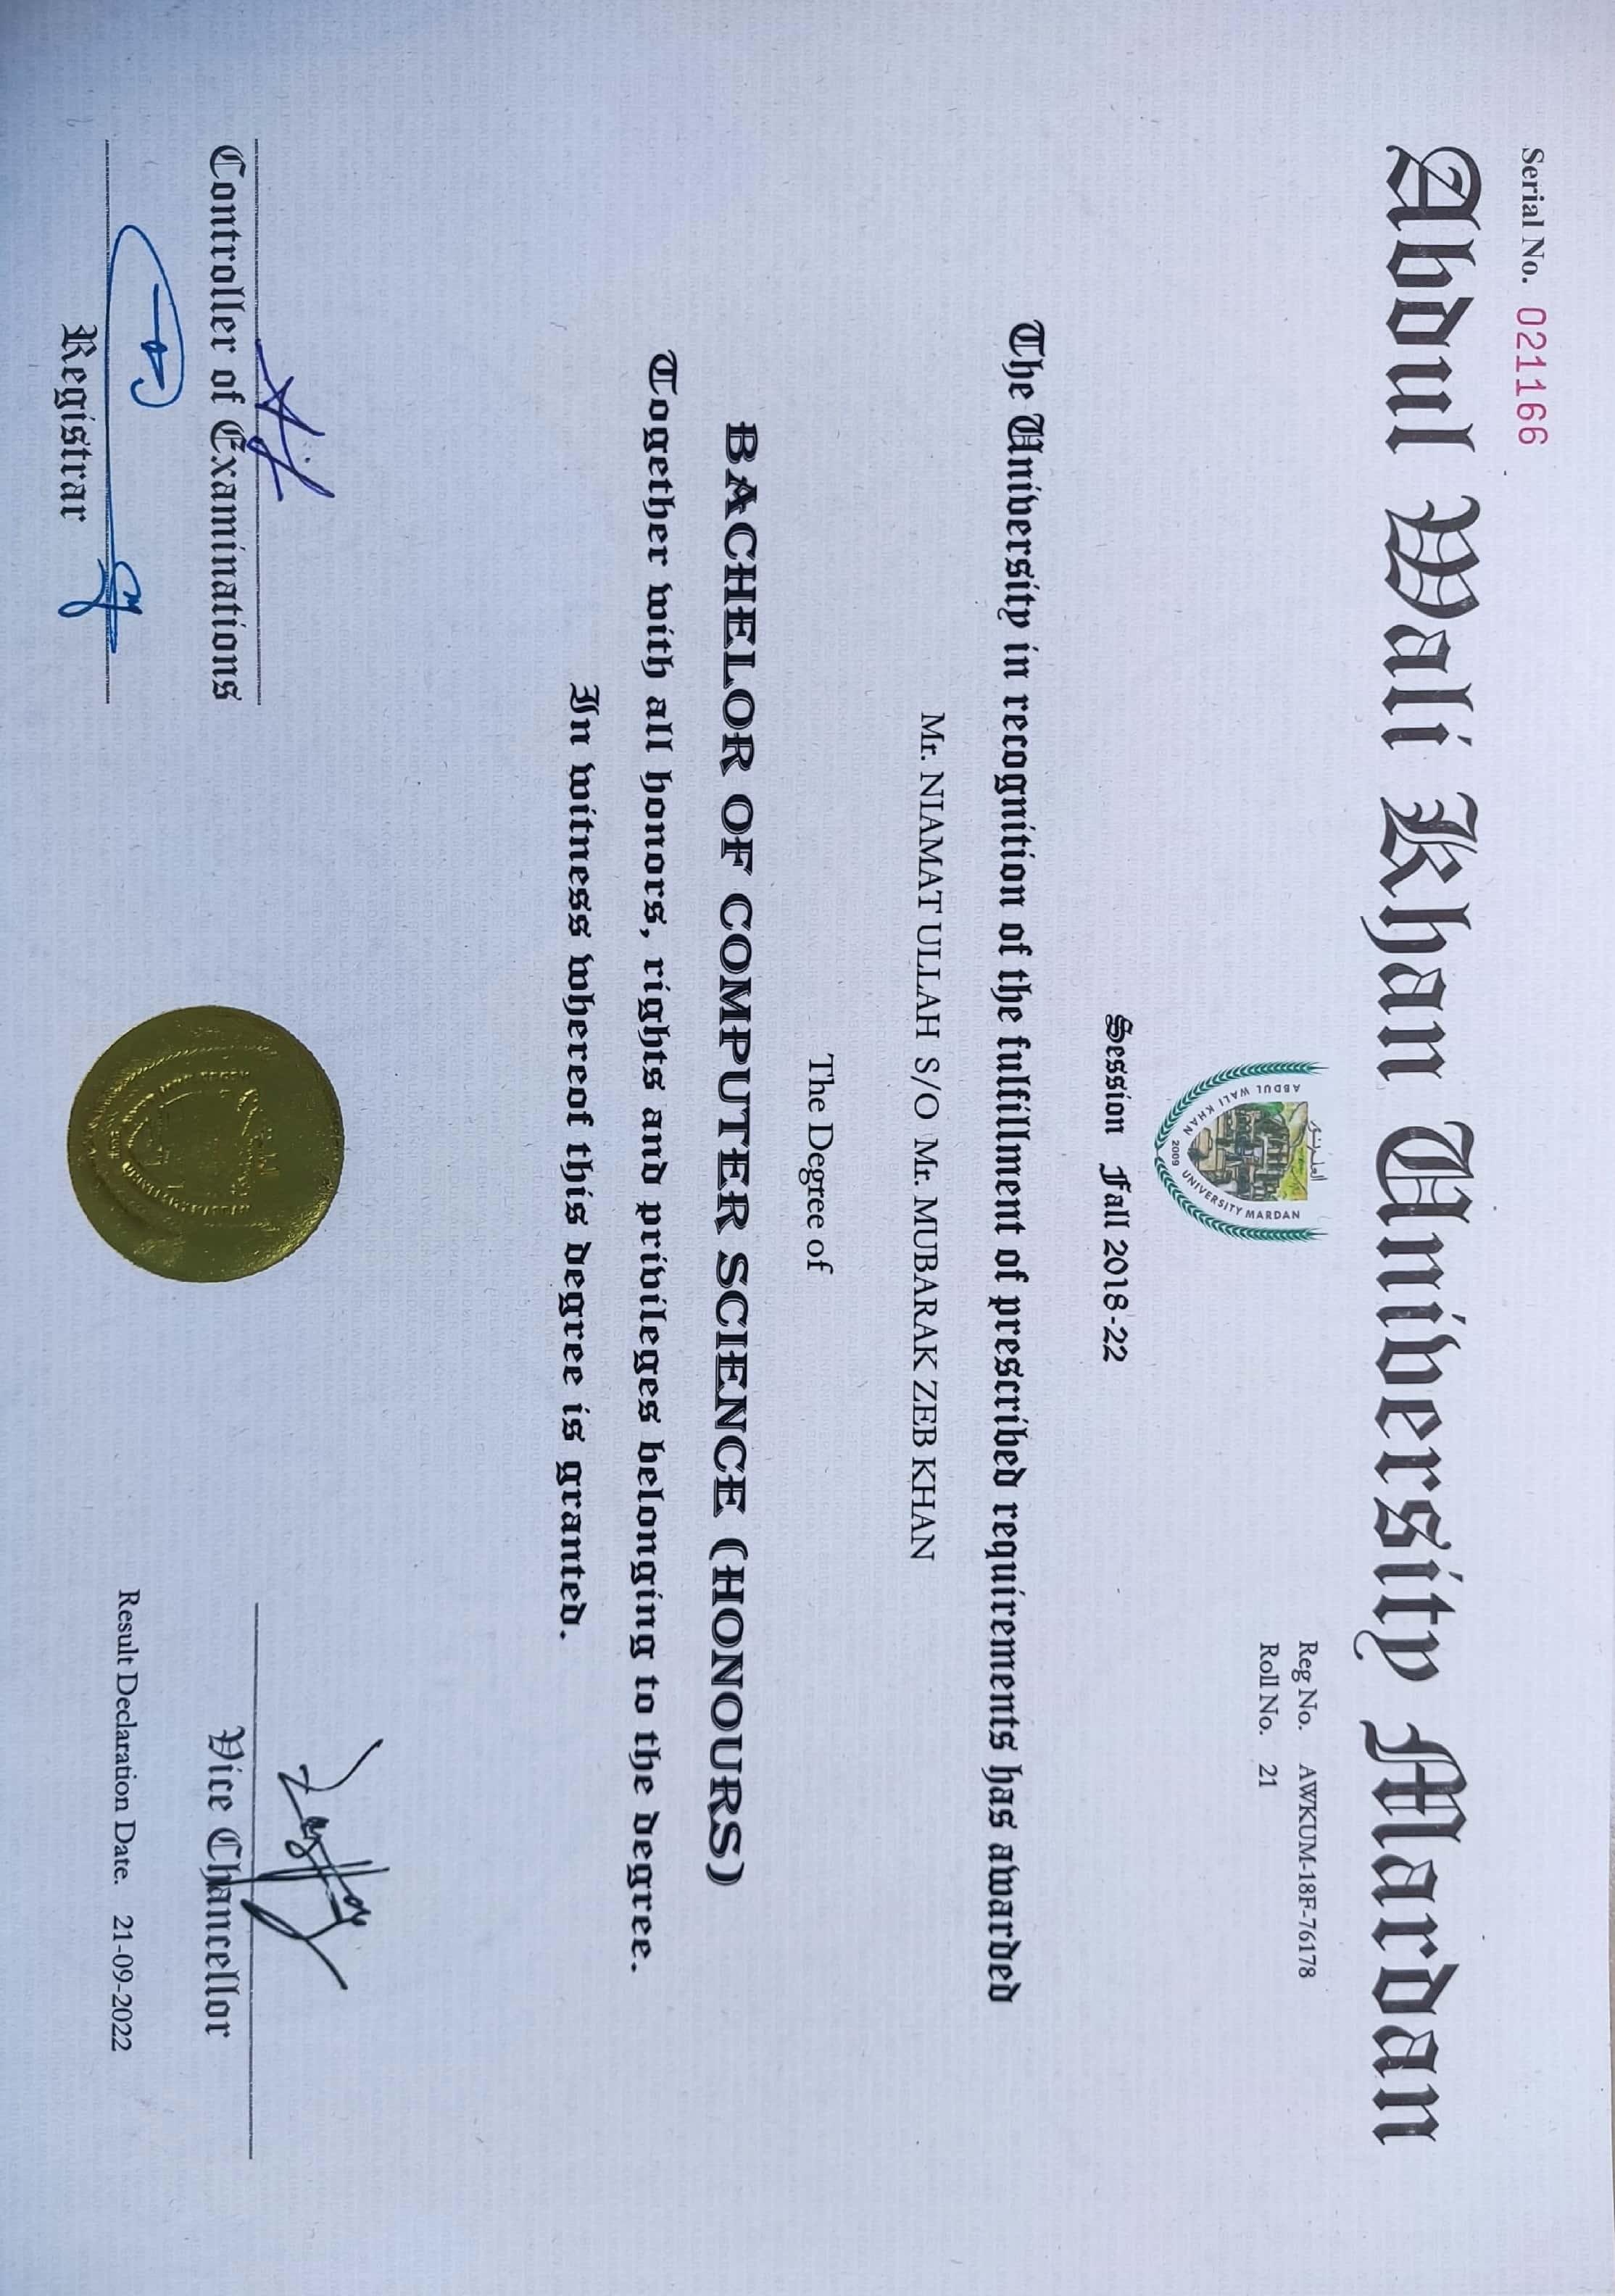 Serial No. 021166
Abdul Wali Khan University Mardan
Reg No. AWKUM-18F-76178
Roll No. 21
ABDUL WALI KHAN UNIVERSITY MARDAN
2009
Session Fall 2018-22
The University in recognition of the fulfillment of prescribed requirements has awarded
Mr. NIAMAT ULLAH S/O Mr. MUBARAK ZEB KHAN
The Degree of
BACHELOR OF COMPUTER SCIENCE (HONOURS)
Together with all honors, rights and privileges belonging to the degree.
In witness whereof this degree is granted.
Controller of Examinations
Vice Chancellor
Registrar
Result Declaration Date. 21-09-2022